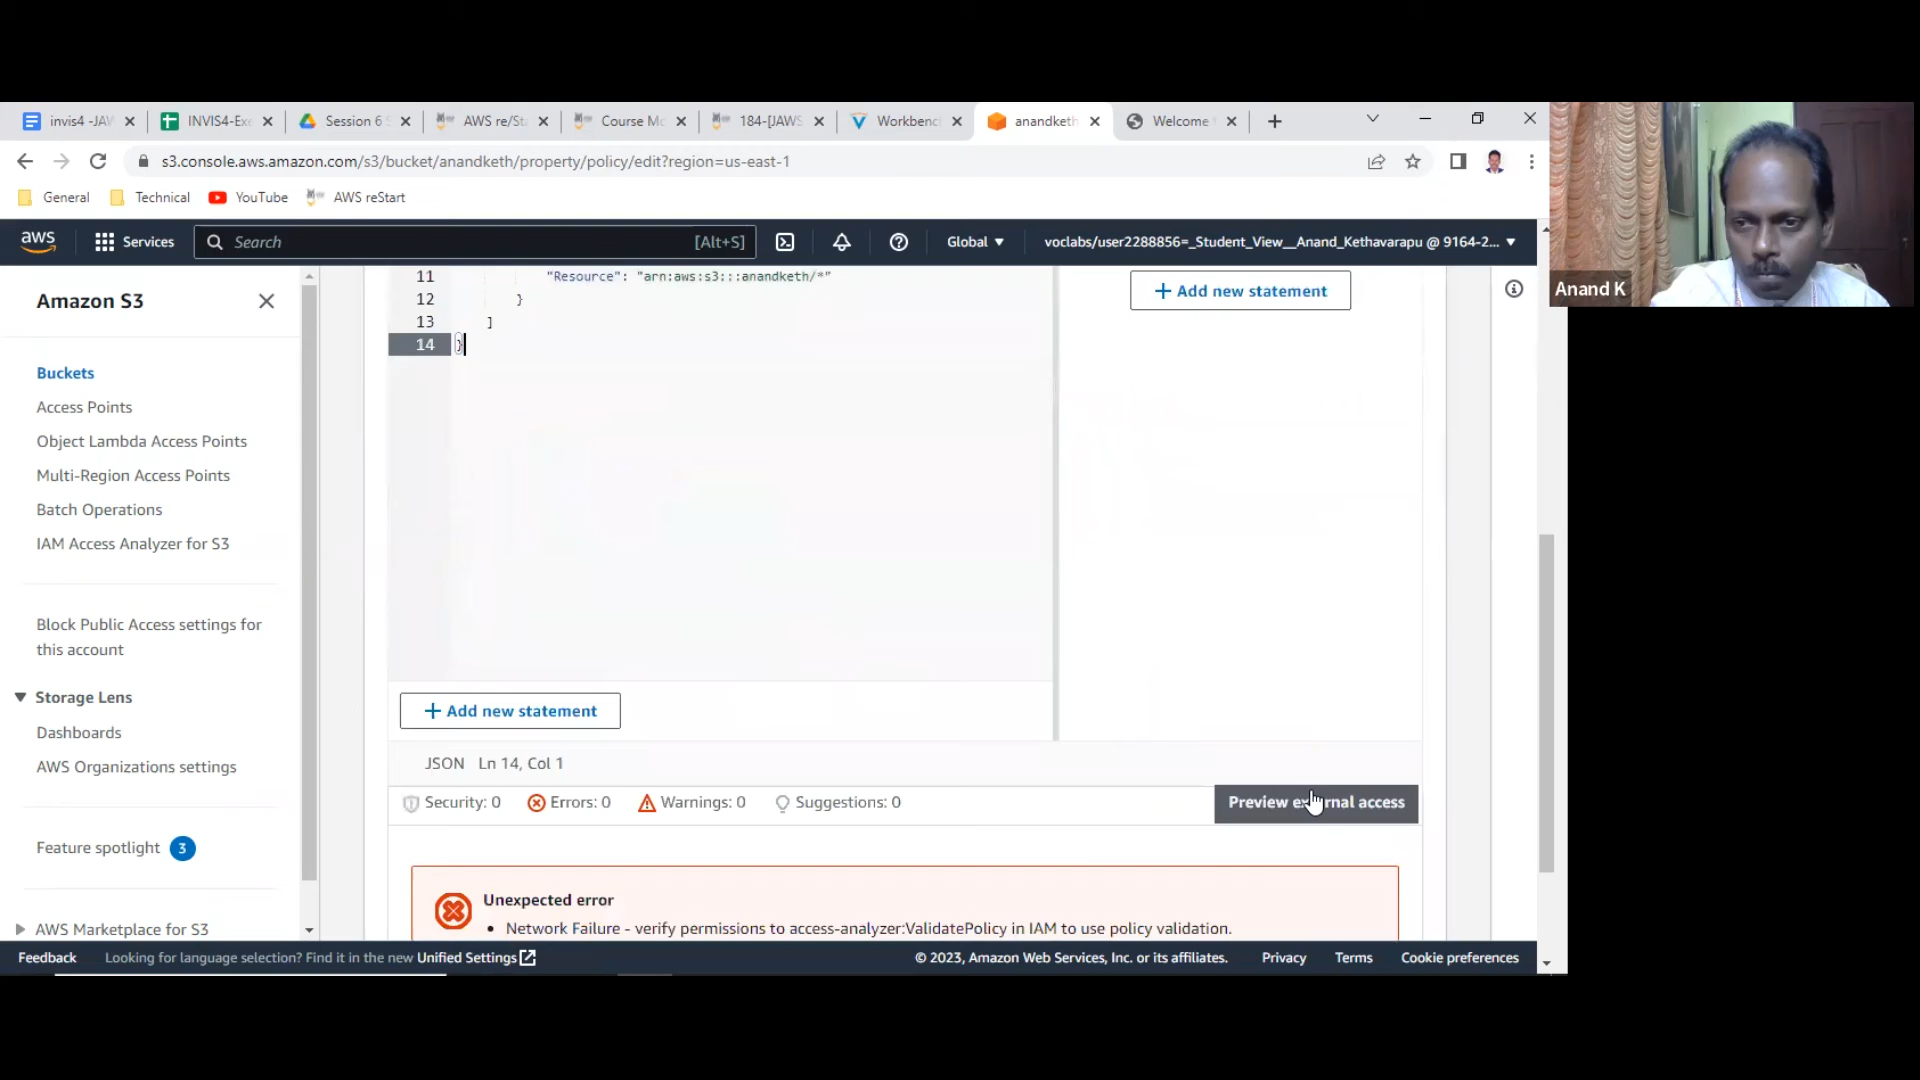 invis4 -JAV
INVIS4-Exe
Session 6 S
AWS re/Sta
Course Mo
184-[JAWS
Workbenc
anandketh
Welcome t
s3.console.aws.amazon.com/s3/bucket/anandketh/property/policy/edit?region=us-east-1
General
Technical
YouTube
AWS reStart
aws
Services
Search
[Alt+S]
Global
voclabs/user2288856=_Student_View__Anand_Kethavarapu @ 9164-2...
Anand K
Amazon S3
Buckets
Access Points
Object Lambda Access Points
Multi-Region Access Points
Batch Operations
IAM Access Analyzer for S3
Block Public Access settings for
this account
Storage Lens
Dashboards
AWS Organizations settings
Feature spotlight 3
AWS Marketplace for S3
11 "Resource": "arn:aws:s3:::anandketh/*"
12 }
13 ]
14 }
+ Add new statement
+ Add new statement
JSON Ln 14, Col 1
Security: 0
Errors: 0
Warnings: 0
Suggestions: 0
Preview external access
Unexpected error
• Network Failure - verify permissions to access-analyzer:ValidatePolicy in IAM to use policy validation.
Feedback
Looking for language selection? Find it in the new Unified Settings
© 2023, Amazon Web Services, Inc. or its affiliates.
Privacy
Terms
Cookie preferences